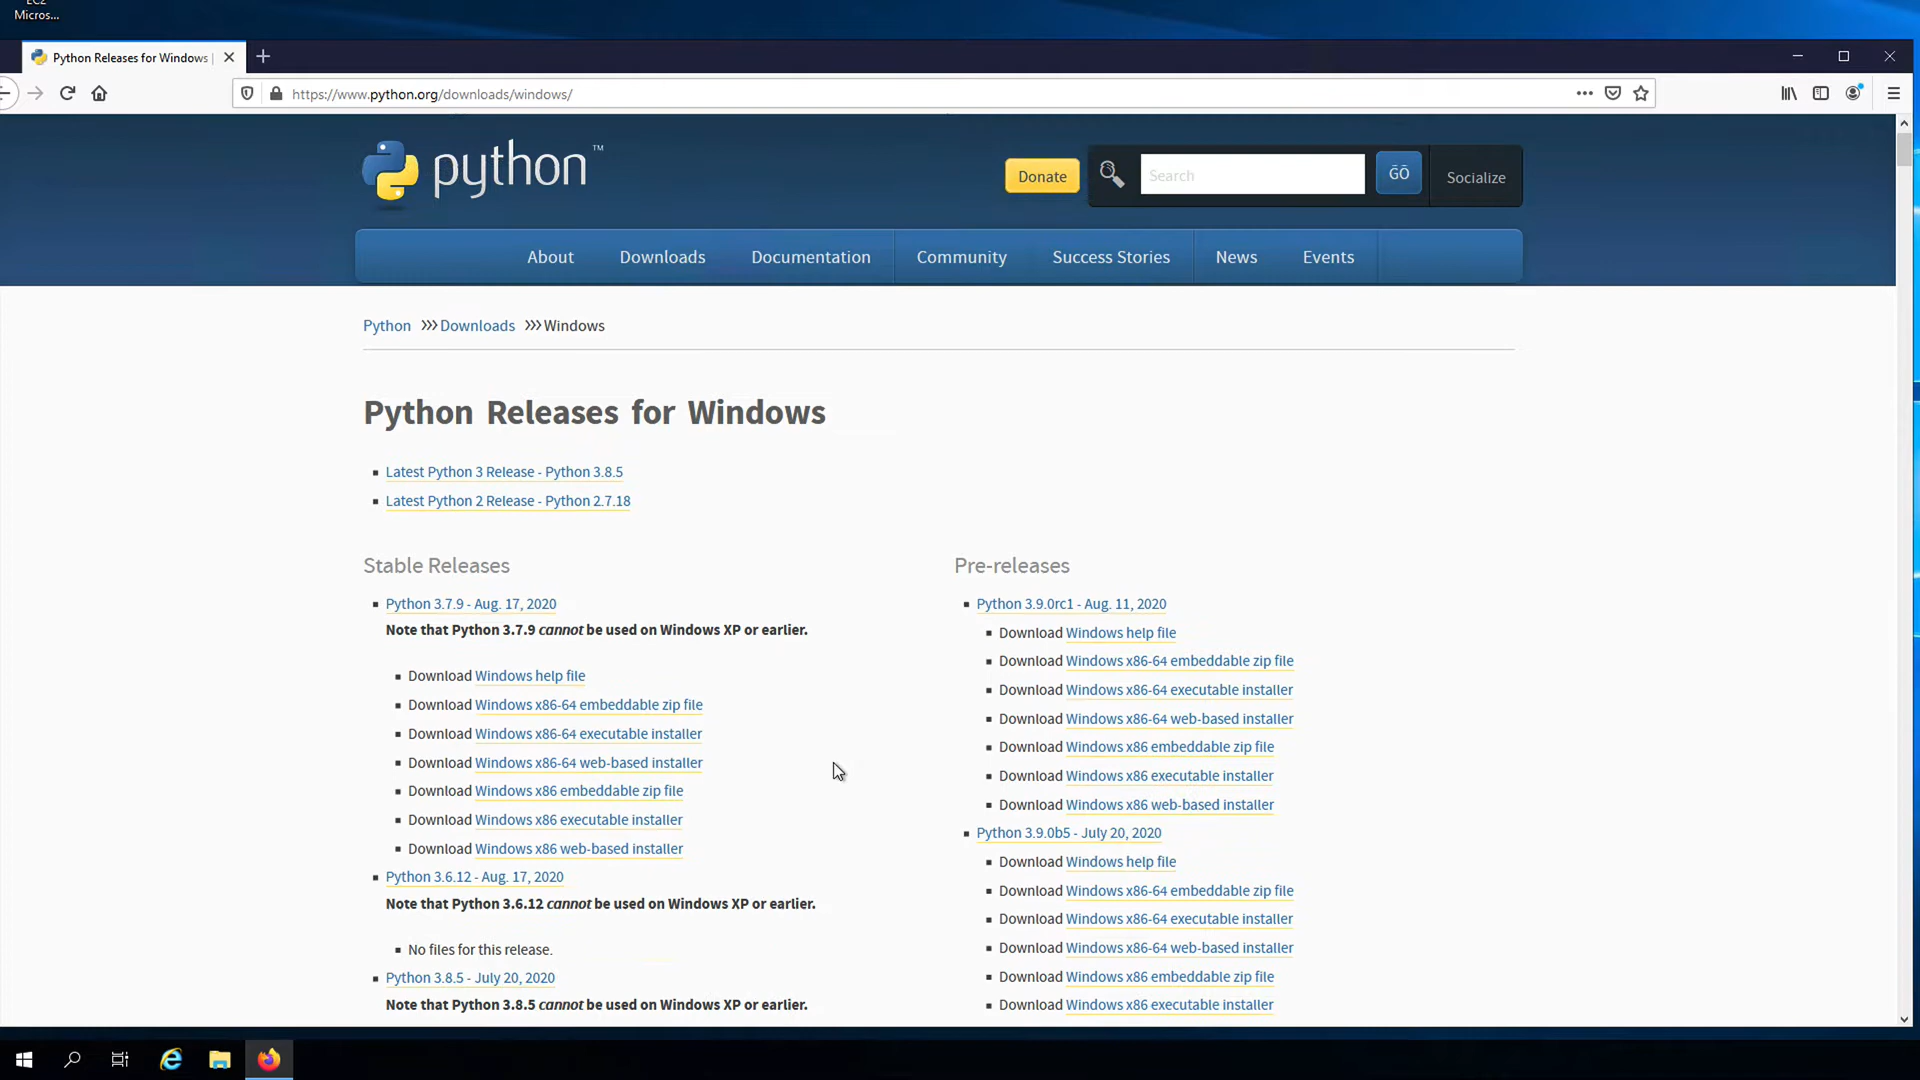 EC2
Micros...
Python Releases for Windows |
https://www.python.org/downloads/windows/
python™
Donate
Search
GO
Socialize
About
Downloads
Documentation
Community
Success Stories
News
Events
Python >>> Downloads >>> Windows
Python Releases for Windows
Latest Python 3 Release - Python 3.8.5
Latest Python 2 Release - Python 2.7.18
Stable Releases
Python 3.7.9 - Aug. 17, 2020
Note that Python 3.7.9 cannot be used on Windows XP or earlier.
Download Windows help file
Download Windows x86-64 embeddable zip file
Download Windows x86-64 executable installer
Download Windows x86-64 web-based installer
Download Windows x86 embeddable zip file
Download Windows x86 executable installer
Download Windows x86 web-based installer
Python 3.6.12 - Aug. 17, 2020
Note that Python 3.6.12 cannot be used on Windows XP or earlier.
No files for this release.
Python 3.8.5 - July 20, 2020
Note that Python 3.8.5 cannot be used on Windows XP or earlier.
Pre-releases
Python 3.9.0rc1 - Aug. 11, 2020
Download Windows help file
Download Windows x86-64 embeddable zip file
Download Windows x86-64 executable installer
Download Windows x86-64 web-based installer
Download Windows x86 embeddable zip file
Download Windows x86 executable installer
Download Windows x86 web-based installer
Python 3.9.0b5 - July 20, 2020
Download Windows help file
Download Windows x86-64 embeddable zip file
Download Windows x86-64 executable installer
Download Windows x86-64 web-based installer
Download Windows x86 embeddable zip file
Download Windows x86 executable installer